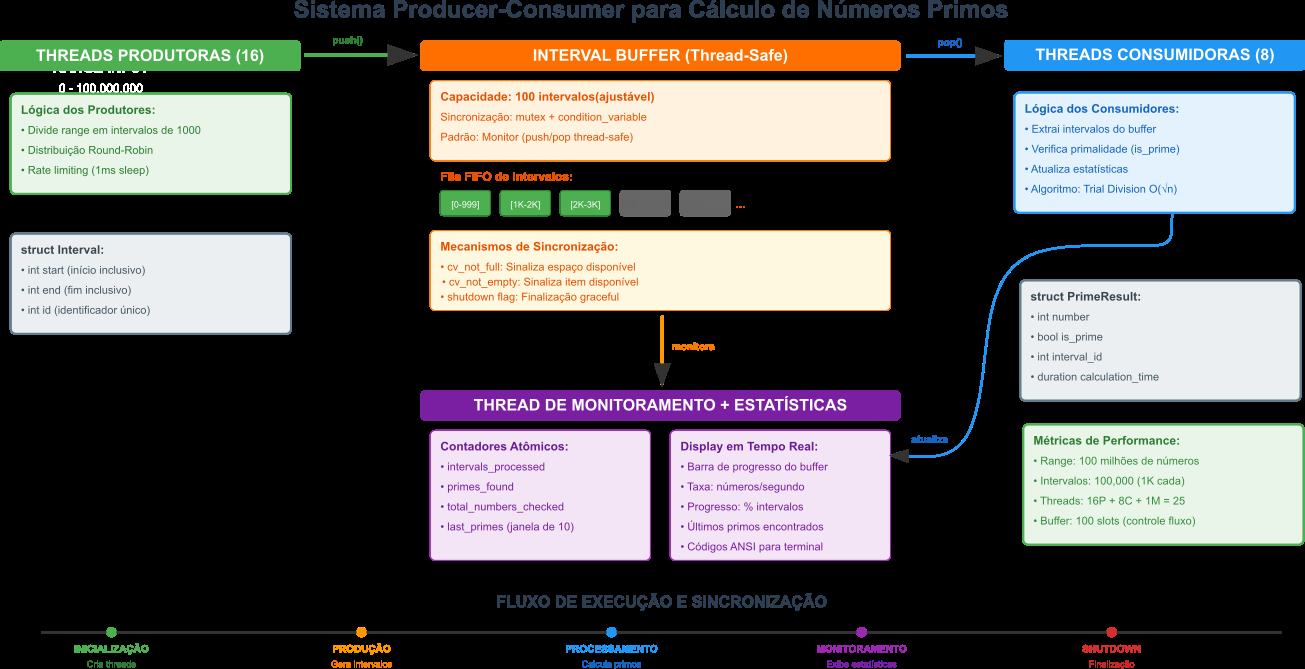 Sistema Producer-Consumer para Cálculo de Números Primos
THREADS PRODUTORAS (16)
push()
INTERVAL BUFFER (Thread-Safe)
pop()
THREADS CONSUMIDORAS (8)
0 - 100.000.000
Lógica dos Produtores:
• Divide range em intervalos de 1000
• Distribuição Round-Robin
• Rate limiting (1ms sleep)
struct Interval:
• int start (início inclusivo)
• int end (fim inclusivo)
• int id (identificador único)
Capacidade: 100 intervalos(ajustável)
Sincronização: mutex + condition_variable
Padrão: Monitor (push/pop thread-safe)
Fila FIFO de Intervalos:
[0-999]
[1K-2K]
[2K-3K]
...
Mecanismos de Sincronização:
• cv_not_full: Sinaliza espaço disponível
• cv_not_empty: Sinaliza item disponível
• shutdown flag: Finalização graceful
monitora
Lógica dos Consumidores:
• Extrai intervalos do buffer
• Verifica primalidade (is_prime)
• Atualiza estatísticas
• Algoritmo: Trial Division O(√n)
struct PrimeResult:
• int number
• bool is_prime
• int interval_id
• duration calculation_time
THREAD DE MONITORAMENTO + ESTATÍSTICAS
atualiza
Contadores Atômicos:
• intervals_processed
• primes_found
• total_numbers_checked
• last_primes (janela de 10)
Display em Tempo Real:
• Barra de progresso do buffer
• Taxa: números/segundo
• Progresso: % intervalos
• Últimos primos encontrados
• Códigos ANSI para terminal
Métricas de Performance:
• Range: 100 milhões de números
• Intervalos: 100,000 (1K cada)
• Threads: 16P + 8C + 1M = 25
• Buffer: 100 slots (controle fluxo)
FLUXO DE EXECUÇÃO E SINCRONIZAÇÃO
INICIALIZAÇÃO
Cria threads
PRODUÇÃO
Gera intervalos
PROCESSAMENTO
Calcula primos
MONITORAMENTO
Exibe estatísticas
SHUTDOWN
Finalização